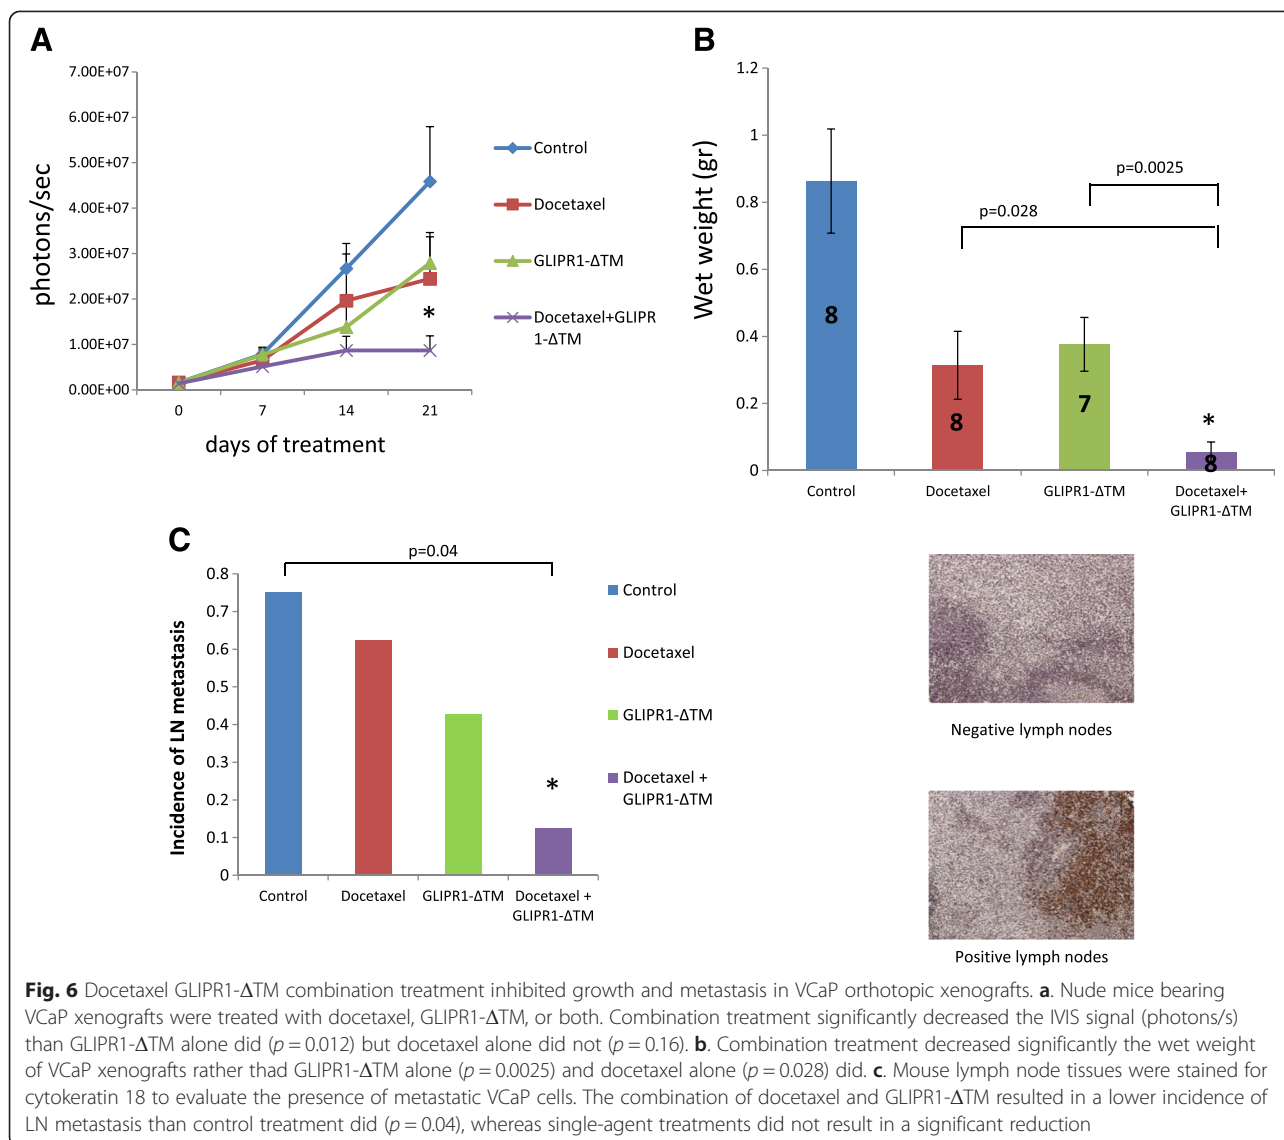 A
7.00E+07
6.00E+07
5.00E+07
4.00E+07
3.00E+07
2.00E+07
1.00E+07
0.00E+00
photons/sec
0
7
14
21
days of treatment
*
Control
Docetaxel
GLIPR1-ΔTM
Docetaxel+GLIPR
1-ΔTM
B
1.2
1
0.8
0.6
0.4
0.2
0
Wet weight (gr)
p=0.0025
p=0.028
8
8
7
*
8
Control
Docetaxel
GLIPR1-ΔTM
Docetaxel+
GLIPR1-ΔTM
C
p=0.04
0.8
0.7
0.6
0.5
0.4
0.3
0.2
0.1
0
Incidence of LN metastasis
*
Control
Docetaxel
GLIPR1-ΔTM
Docetaxel +
GLIPR1-ΔTM
Control
Docetaxel
GLIPR1-ΔTM
Docetaxel +
GLIPR1-ΔTM
Negative lymph nodes
Positive lymph nodes
Fig. 6 Docetaxel GLIPR1-ΔTM combination treatment inhibited growth and metastasis in VCaP orthotopic xenografts. a. Nude mice bearing
VCaP xenografts were treated with docetaxel, GLIPR1-ΔTM, or both. Combination treatment significantly decreased the IVIS signal (photons/s)
than GLIPR1-ΔTM alone did (p = 0.012) but docetaxel alone did not (p = 0.16). b. Combination treatment decreased significantly the wet weight
of VCaP xenografts rather thad GLIPR1-ΔTM alone (p = 0.0025) and docetaxel alone (p = 0.028) did. c. Mouse lymph node tissues were stained for
cytokeratin 18 to evaluate the presence of metastatic VCaP cells. The combination of docetaxel and GLIPR1-ΔTM resulted in a lower incidence of
LN metastasis than control treatment did (p = 0.04), whereas single-agent treatments did not result in a significant reduction